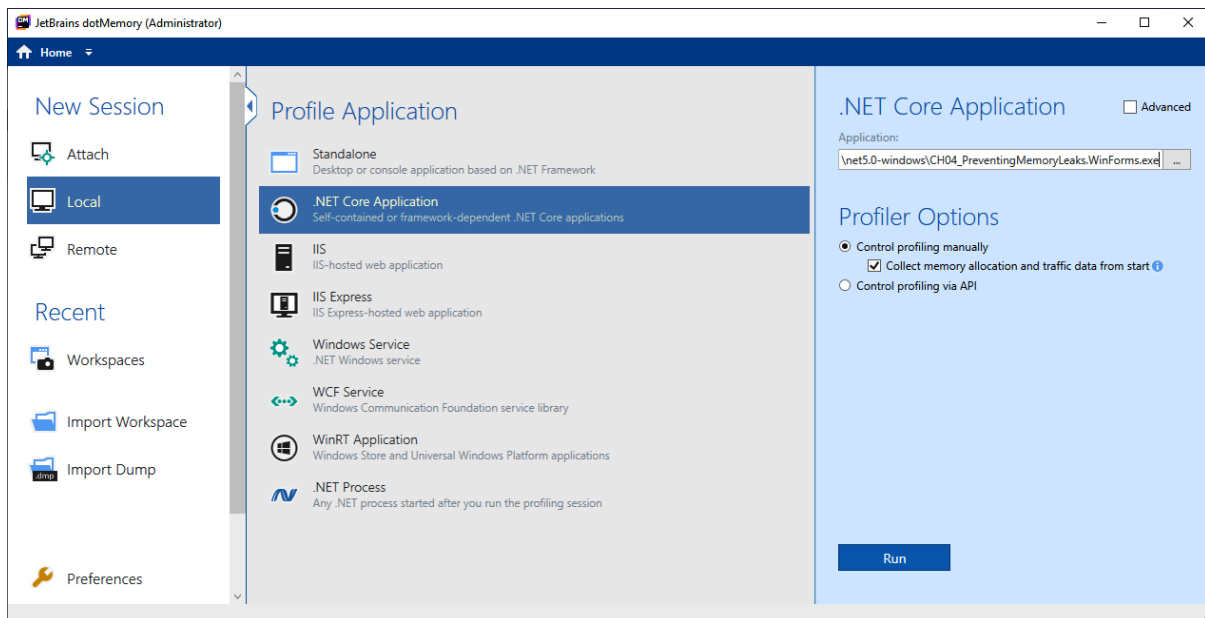 JetBrains dotMemory (Administrator)
Home
New Session
Attach
Local
Remote
Recent
Workspaces
Import Workspace
.dmp
Import Dump
Preferences
Profile Application
Standalone
Desktop or console application based on .NET Framework
.NET Core Application
Self-contained or framework-dependent .NET Core applications
IIS
IIS-hosted web application
IIS Express
IIS Express-hosted web application
Windows Service
.NET Windows service
WCF Service
Windows Communication Foundation service library
WinRT Application
Windows Store and Universal Windows Platform applications
.NET Process
Any .NET process started after you run the profiling session
.NET Core Application
Advanced
Application:
\net5.0-windows\CH04_PreventingMemoryLeaks.WinForms.exe
...
Profiler Options
Control profiling manually
Collect memory allocation and traffic data from start
Control profiling via API
Run